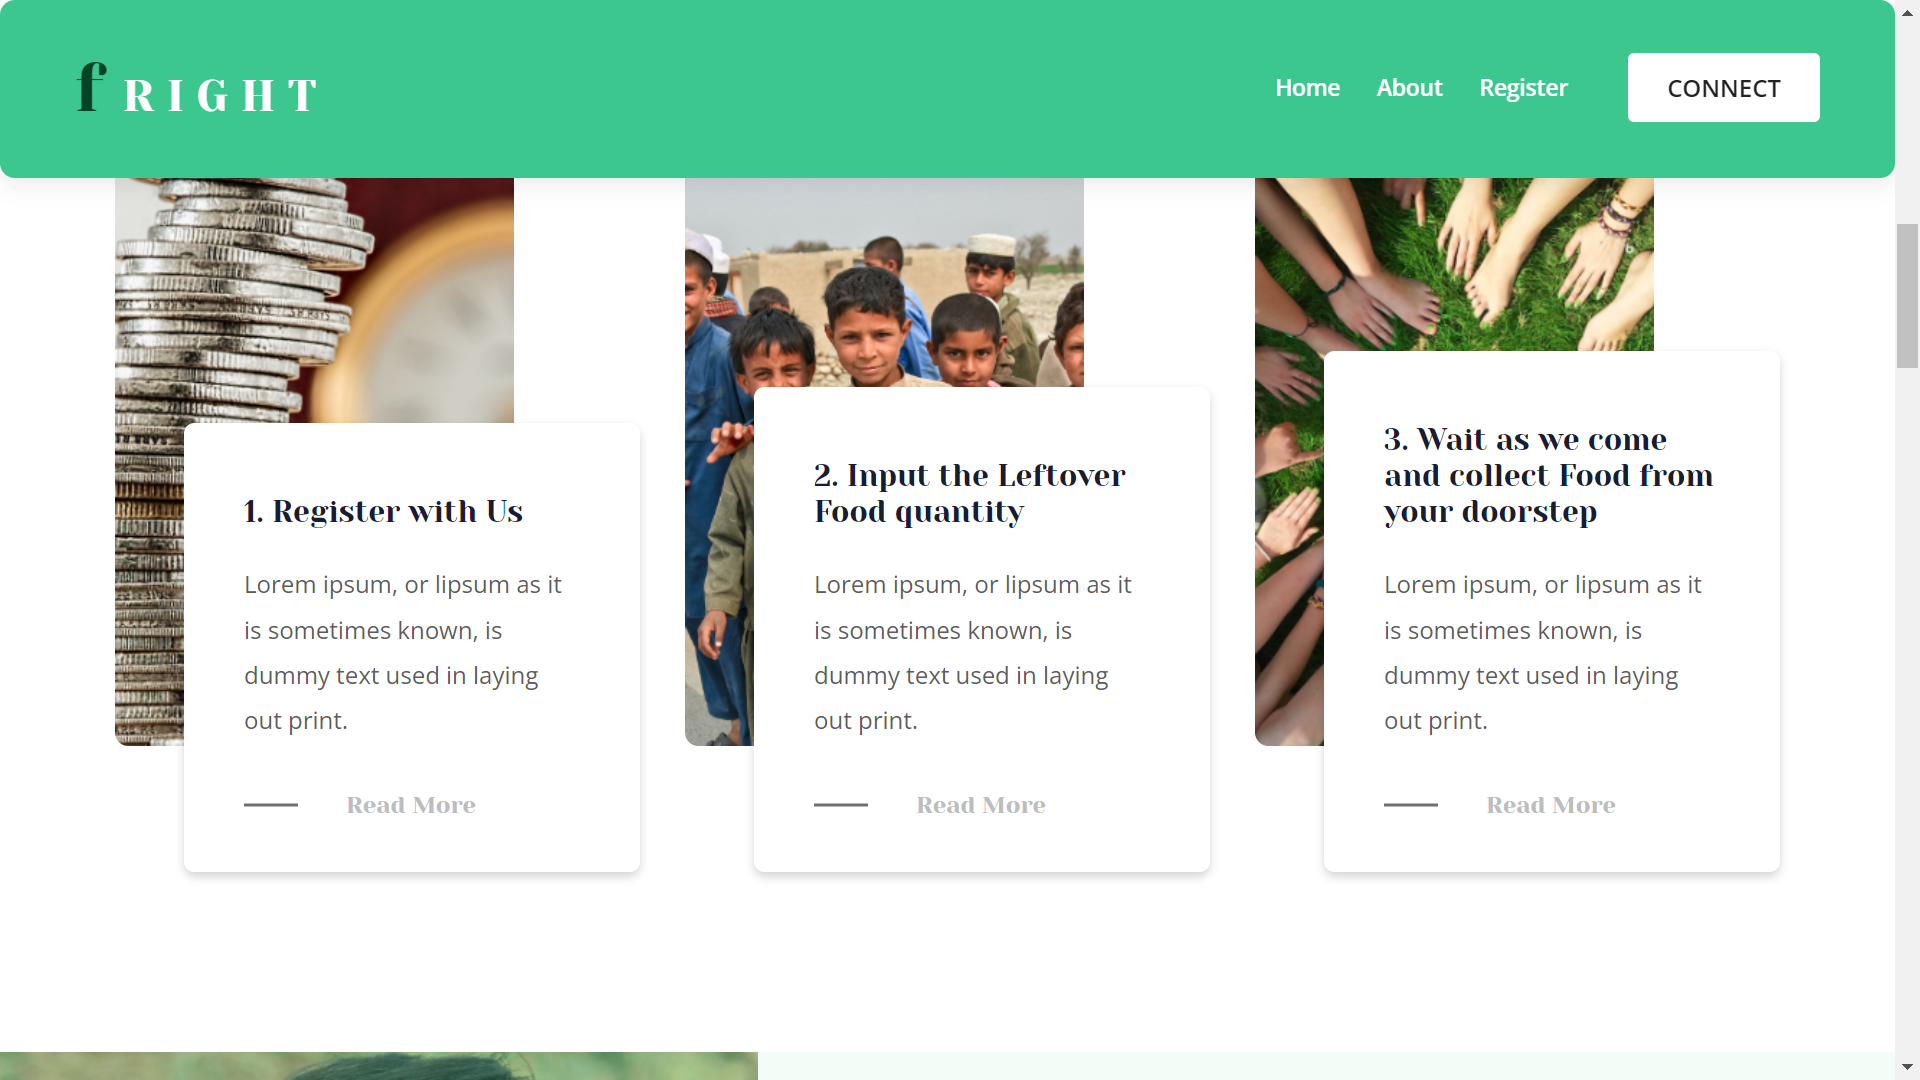 f RIGHT
Home About Register CONNECT
1. Register with Us
Lorem ipsum, or lipsum as it
is sometimes known, is
dummy text used in laying
out print.
Read More
2. Input the Leftover
Food quantity
Lorem ipsum, or lipsum as it
is sometimes known, is
dummy text used in laying
out print.
Read More
3. Wait as we come
and collect Food from
your doorstep
Lorem ipsum, or lipsum as it
is sometimes known, is
dummy text used in laying
out print.
Read More